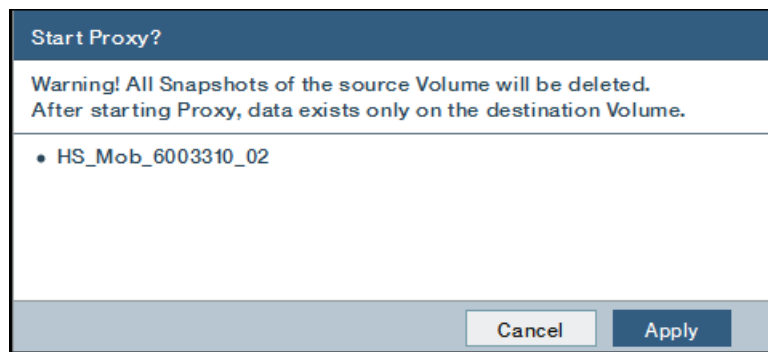 Start Proxy?
Warning! All Snapshots of the source Volume will be deleted.
After starting Proxy, data exists only on the destination Volume.
• HS_Mob_6003310_02
Cancel
Apply